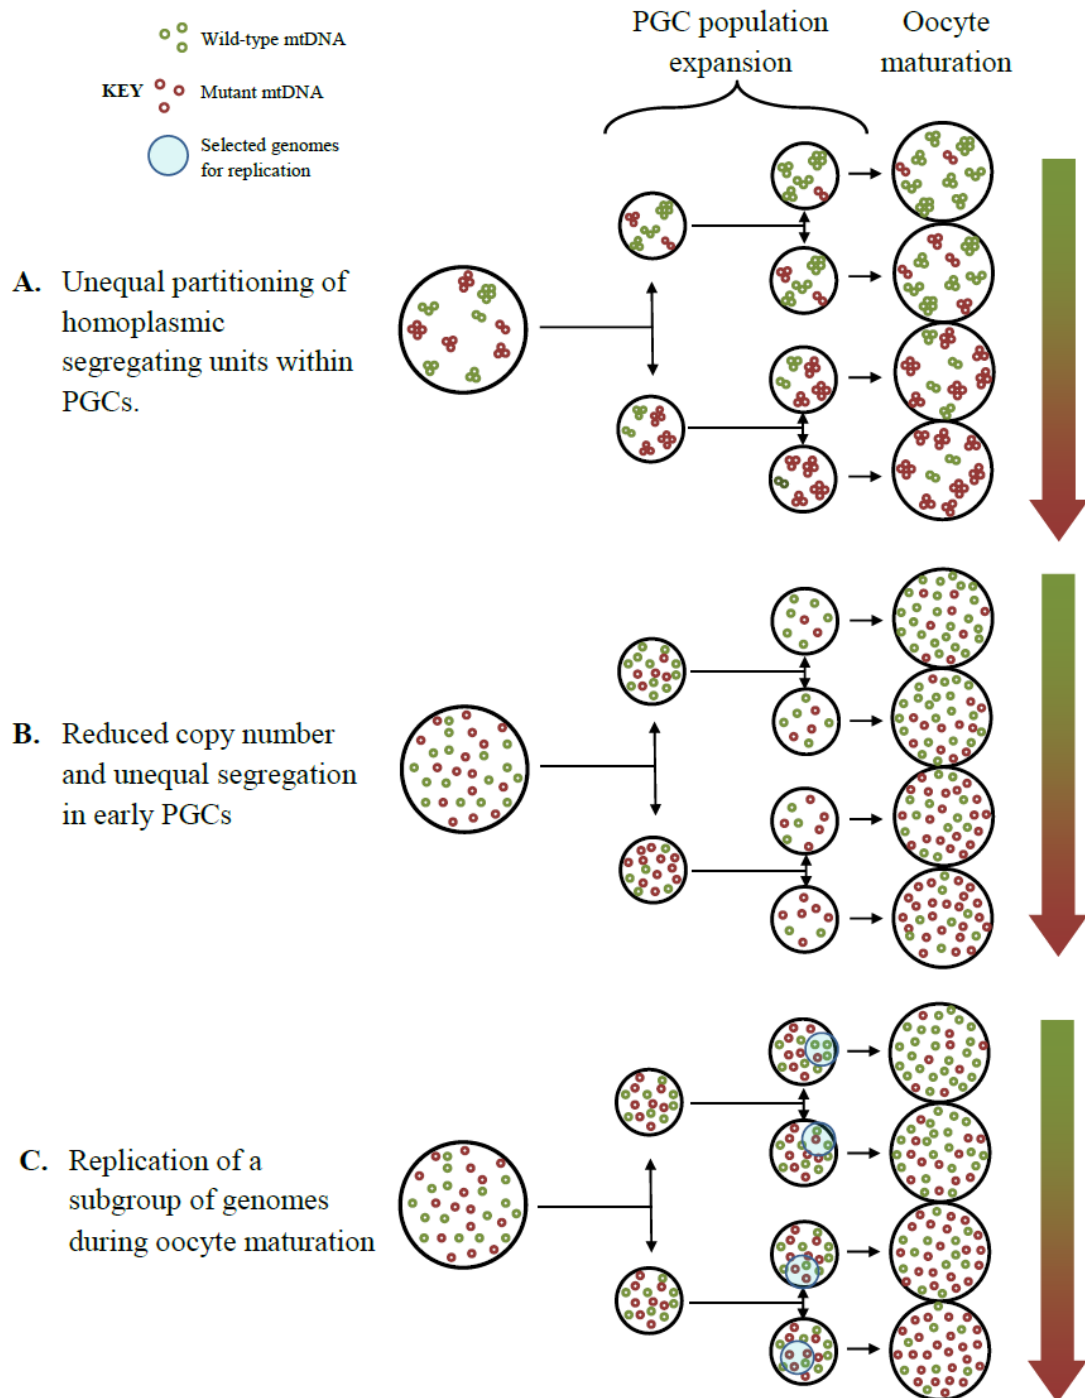 PGC population
expansion
Oocyte
maturation
Wild-type mtDNA
KEY
Mutant mtDNA
Selected genomes
for replication
A. Unequal partitioning of
homoplasmic
segregating units within
PGCs.
B. Reduced copy number
and unequal segregation
in early PGCs
C. Replication of a
subgroup of genomes
during oocyte maturation